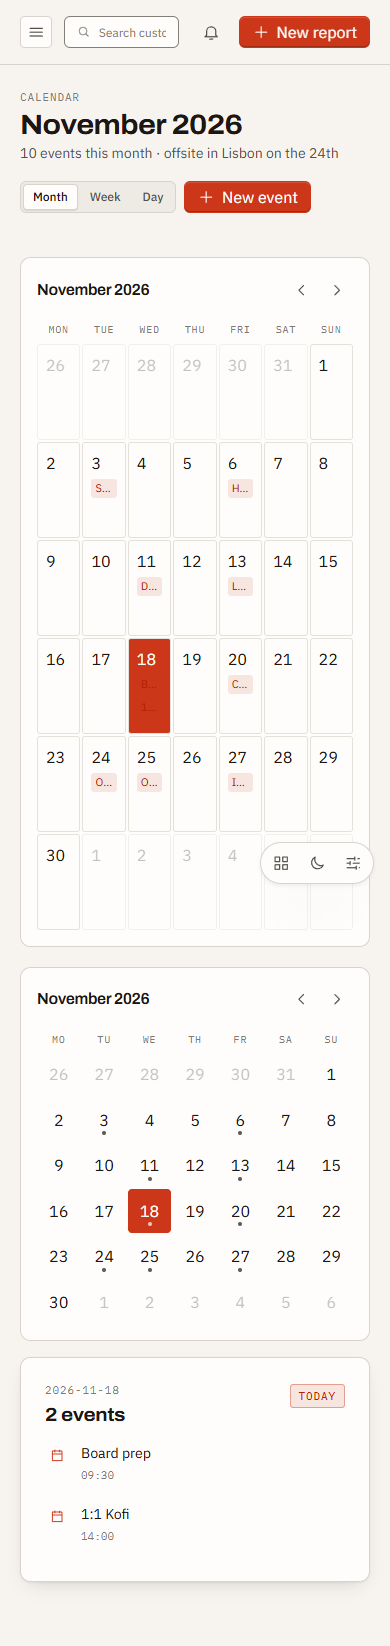 Search custc
New report
CALENDAR
November 2026
10 events this month · offsite in Lisbon on the 24th
Month Week Day New event
November 2026
MON TUE WED THU FRI SAT SUN
26 27 28 29 30 31 1
2 3 4 5 6 7 8
S... H...
9 10 11 12 13 14 15
D... L...
16 17 18 19 20 21 22
B... C...
1...
23 24 25 26 27 28 29
O... O... I...
30 1 2 3 4
November 2026
MO TU WE TH FR SA SU
26 27 28 29 30 31 1
2 3 4 5 6 7 8
9 10 11 12 13 14 15
16 17 18 19 20 21 22
23 24 25 26 27 28 29
30 1 2 3 4 5 6
2026-11-18
TODAY
2 events
Board prep
09:30
1:1 Kofi
14:00